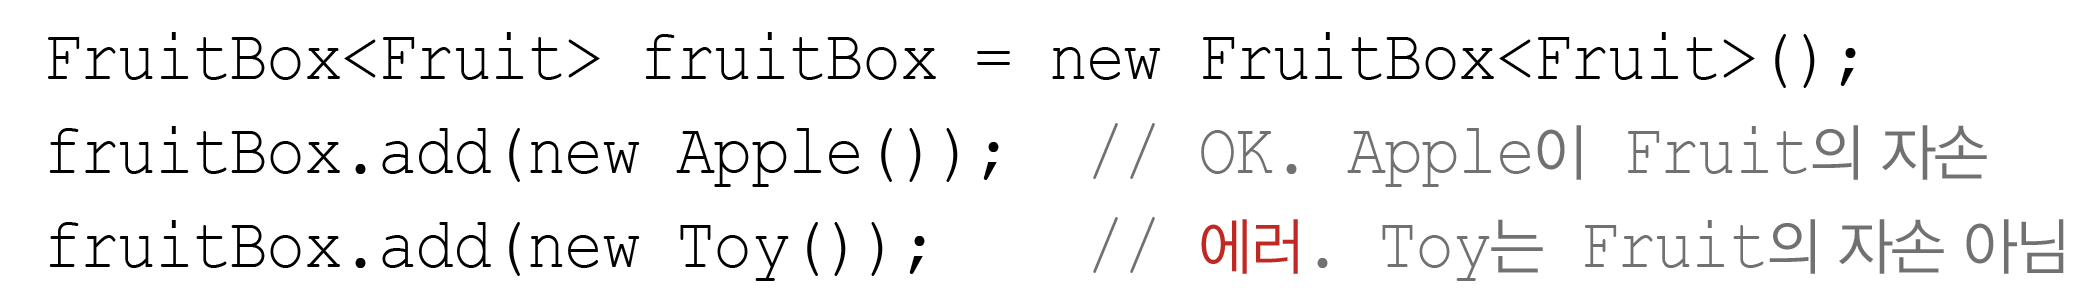 FruitBox<Fruit> fruitBox = new FruitBox<Fruit>();
fruitBox.add(new Apple());  // OK. Apple이 Fruit의 자손
fruitBox.add(new Toy());    // 에러. Toy는 Fruit의 자손 아님